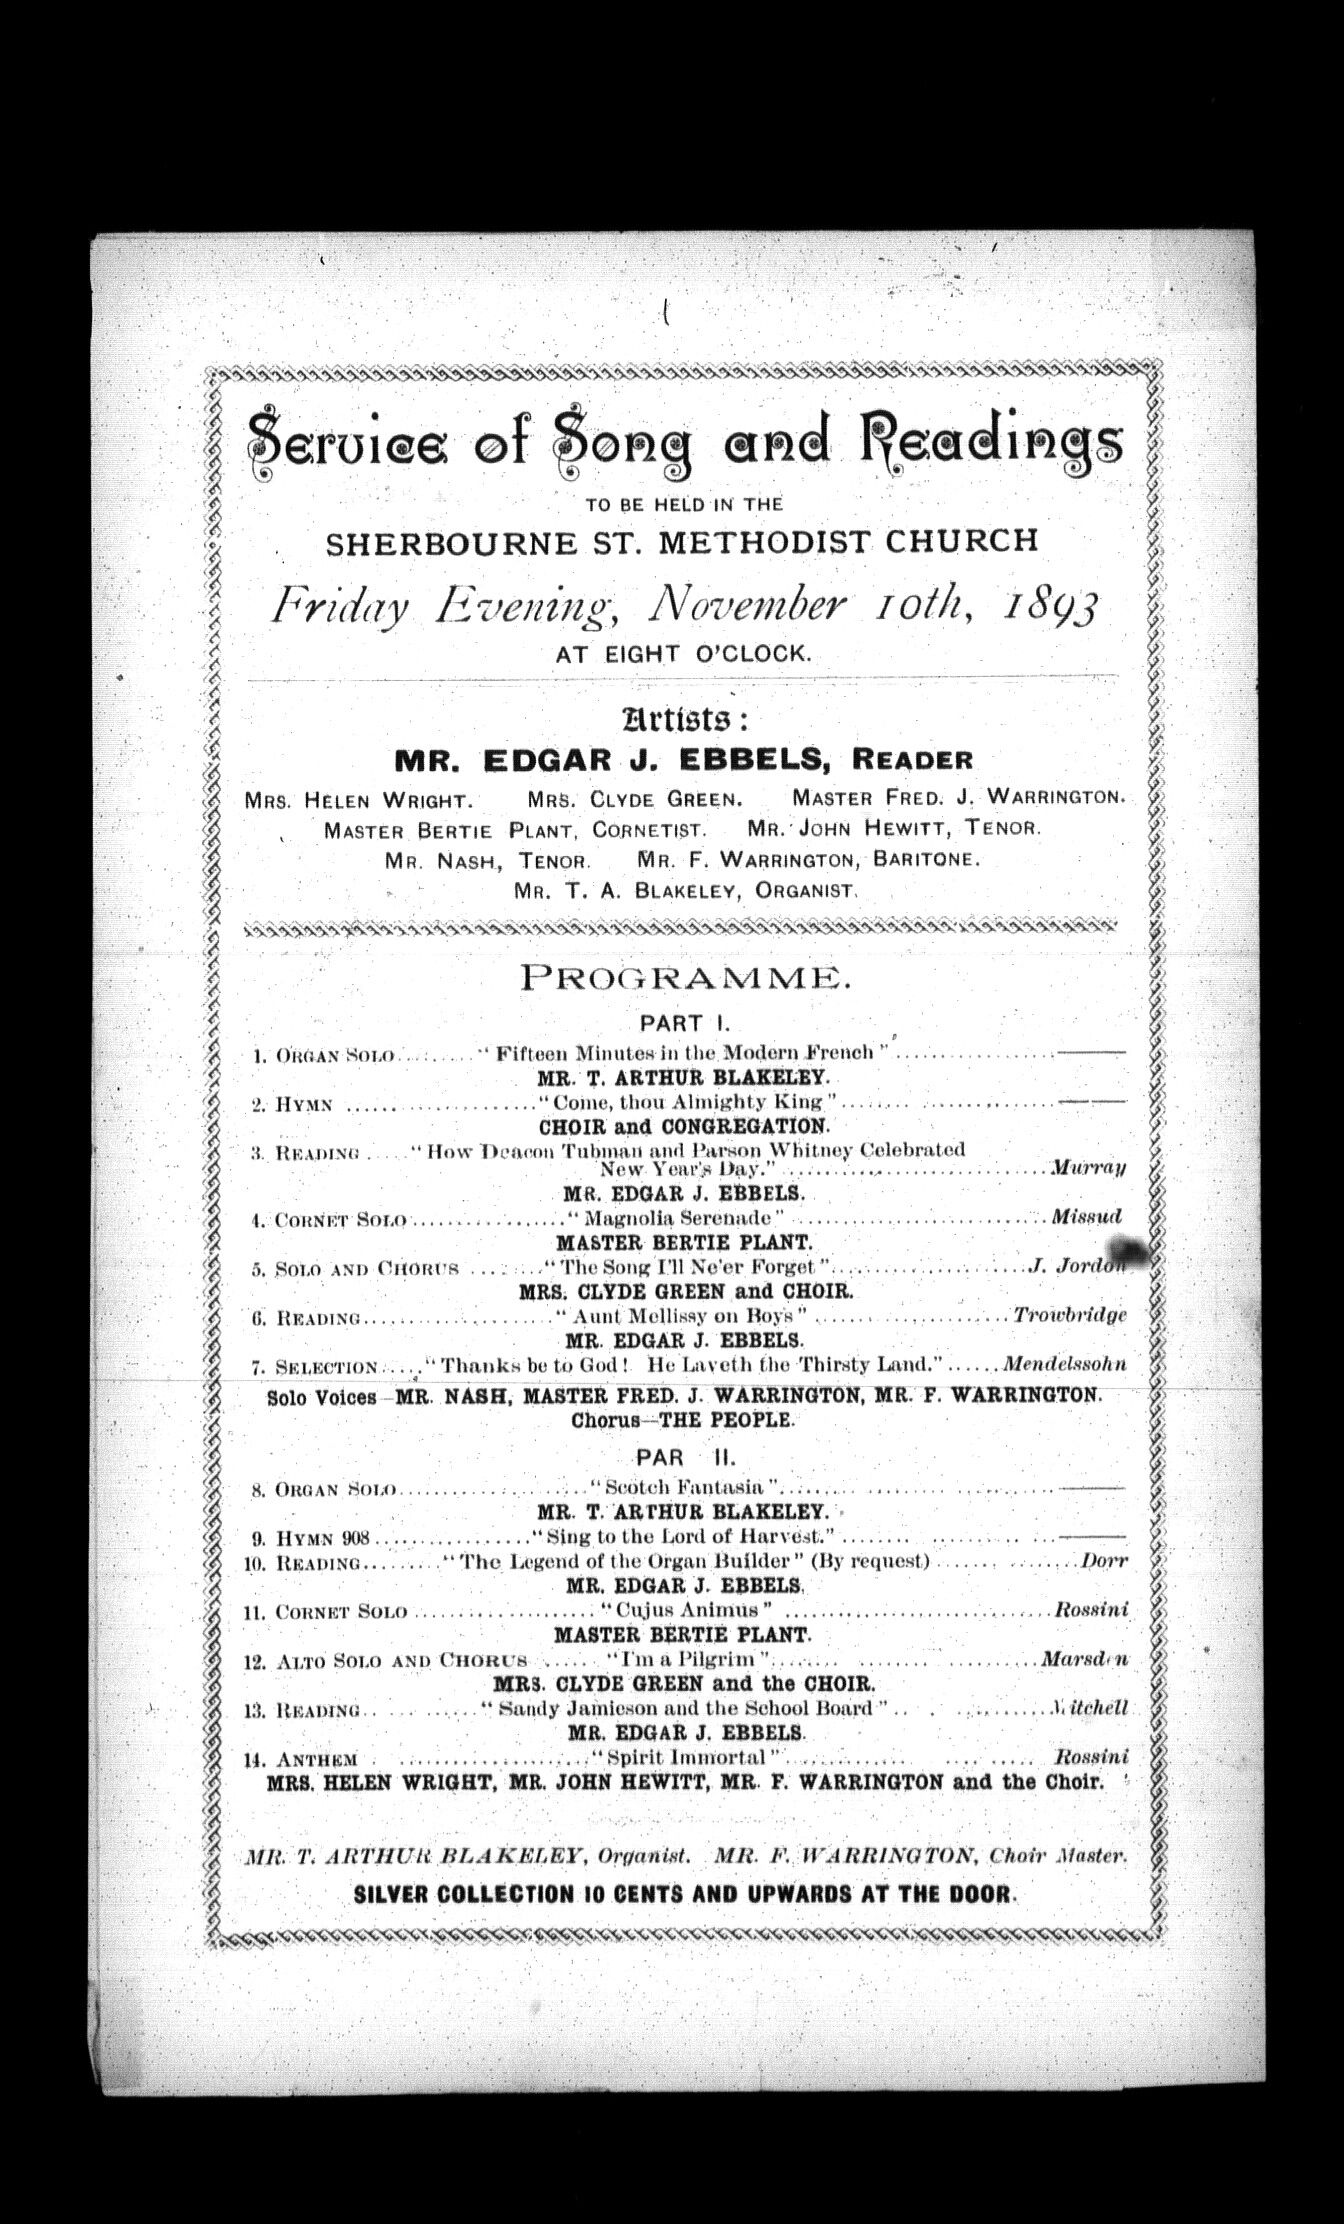 Service of Song and Readings
TO BE HELD IN THE
SHERBOURNE ST. METHODIST CHURCH
Friday Evening, November 10th, 1893
AT EIGHT O'CLOCK.
Artists:
MR. EDGAR J. EBBELS, READER
MRS. HELEN WRIGHT. MRS. CLYDE GREEN. MASTER FRED. J. WARRINGTON.
MASTER BERTIE PLANT, CORNETIST. MR. JOHN HEWITT, TENOR.
MR. NASH, TENOR. MR. F. WARRINGTON, BARITONE.
MR. T. A. BLAKELEY, ORGANIST.
PROGRAMME.
PART I.
1. ORGAN SOLO.........." Fifteen Minutes in the Modern French "....................
MR. T. ARTHUR BLAKELEY.
2. HYMN ......................" Come, thou Almighty King "........................
CHOIR and CONGREGATION.
3. READING ......" How Deacon Tubman and Parson Whitney Celebrated
New Year's Day." ..............................Murray
MR. EDGAR J. EBBELS.
4. CORNET SOLO.................." Magnolia Serenade" ............................Missud
MASTER BERTIE PLANT.
5. SOLO AND CHORUS ........." The Song I'll Ne'er Forget "......................J. Jordon
MRS. CLYDE GREEN and CHOIR.
6. READING......................" Aunt Mellissy on Boys" ......................Trowbridge
MR. EDGAR J. EBBELS.
7. SELECTION....." Thanks be to God! He Laveth the Thirsty Land."......Mendelssohn
Solo Voices—MR. NASH, MASTER FRED. J. WARRINGTON, MR. F. WARRINGTON.
Chorus—THE PEOPLE.
PAR II.
8. ORGAN SOLO......................" Scotch Fantasia "..............................
MR. T. ARTHUR BLAKELEY.
9. HYMN 908.................." Sing to the Lord of Harvest."........................
10. READING........." The Legend of the Organ Builder" (By request)................Dorr
MR. EDGAR J. EBBELS.
11. CORNET SOLO ....................." Cujus Animus " ..............................Rossini
MASTER BERTIE PLANT.
12. ALTO SOLO AND CHORUS ......" I'm a Pilgrim "..............................Marsden
MRS. CLYDE GREEN and the CHOIR.
13. READING............." Sandy Jamieson and the School Board" ................Mitchell
MR. EDGAR J. EBBELS.
14. ANTHEM ........................." Spirit Immortal "............................Rossini
MRS. HELEN WRIGHT, MR. JOHN HEWITT, MR. F. WARRINGTON and the Choir.
MR. T. ARTHUR BLAKELEY, Organist. MR. F. WARRINGTON, Choir Master.
SILVER COLLECTION 10 CENTS AND UPWARDS AT THE DOOR.